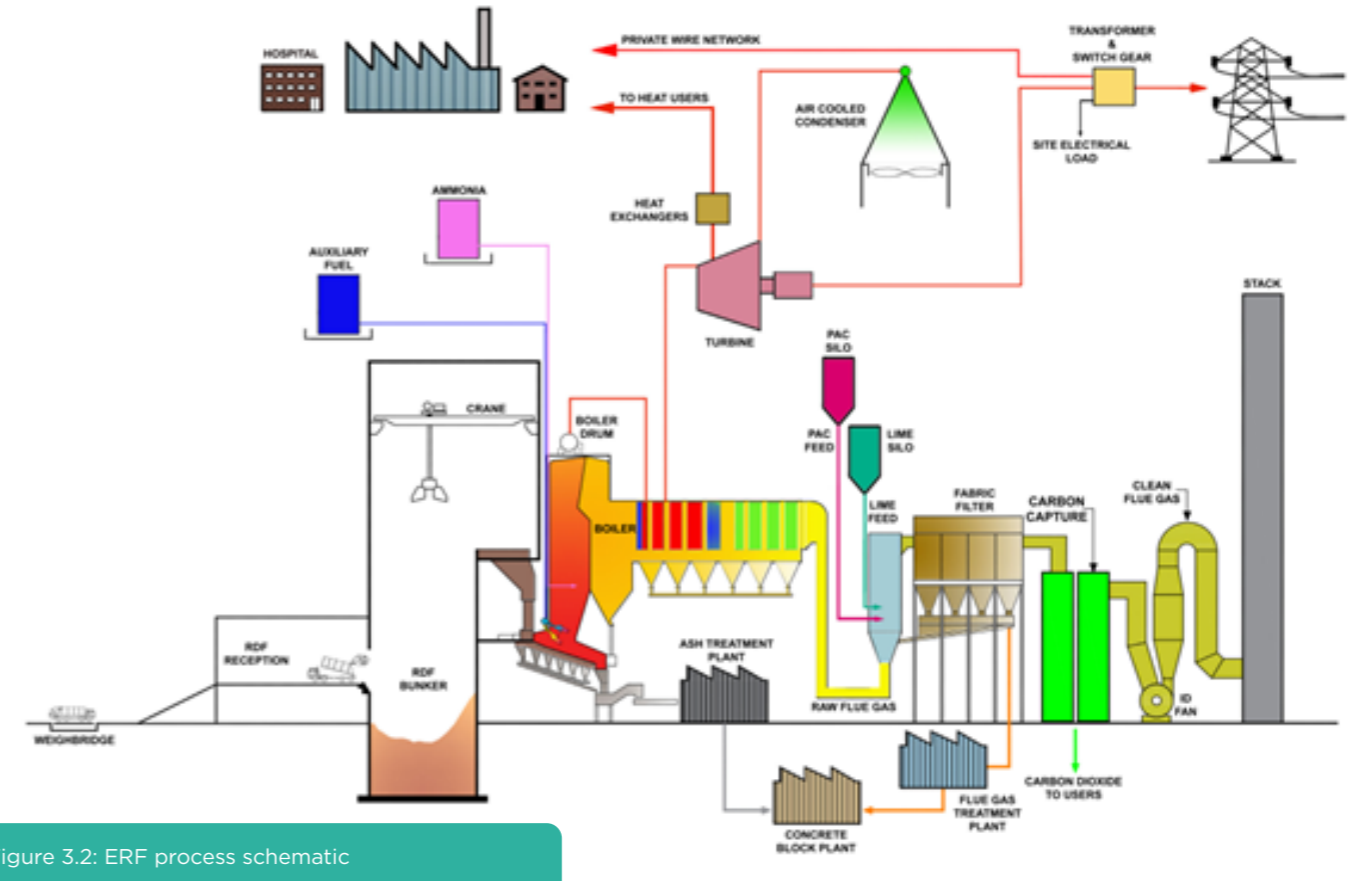 PRIVATE WIRE NETWORK
TRANSFORMER
&
SWITCH GEAR
HOSPITAL
TO HEAT USERS
AIR COOLED
CONDENSER
SITE ELECTRICAL
LOAD
AMMONIA
HEAT
EXCHANGERS
AUXILIARY
FUEL
STACK
TURBINE
PAC
SILO
CRANE
BOILER
DRUM
PAC
FEED
LIME
SILO
CLEAN
FLUE GAS
FABRIC
FILTER
CARBON
CAPTURE
LIME
FEED
BOILER
RDF
RECEPTION
RDF
BUNKER
ASH TREATMENT
PLANT
RAW FLUE GAS
ID
FAN
WEIGHBRIDGE
CARBON DIOXIDE
TO USERS
FLUE GAS
TREATMENT
PLANT
CONCRETE
BLOCK PLANT
igure 3.2: ERF process schematic